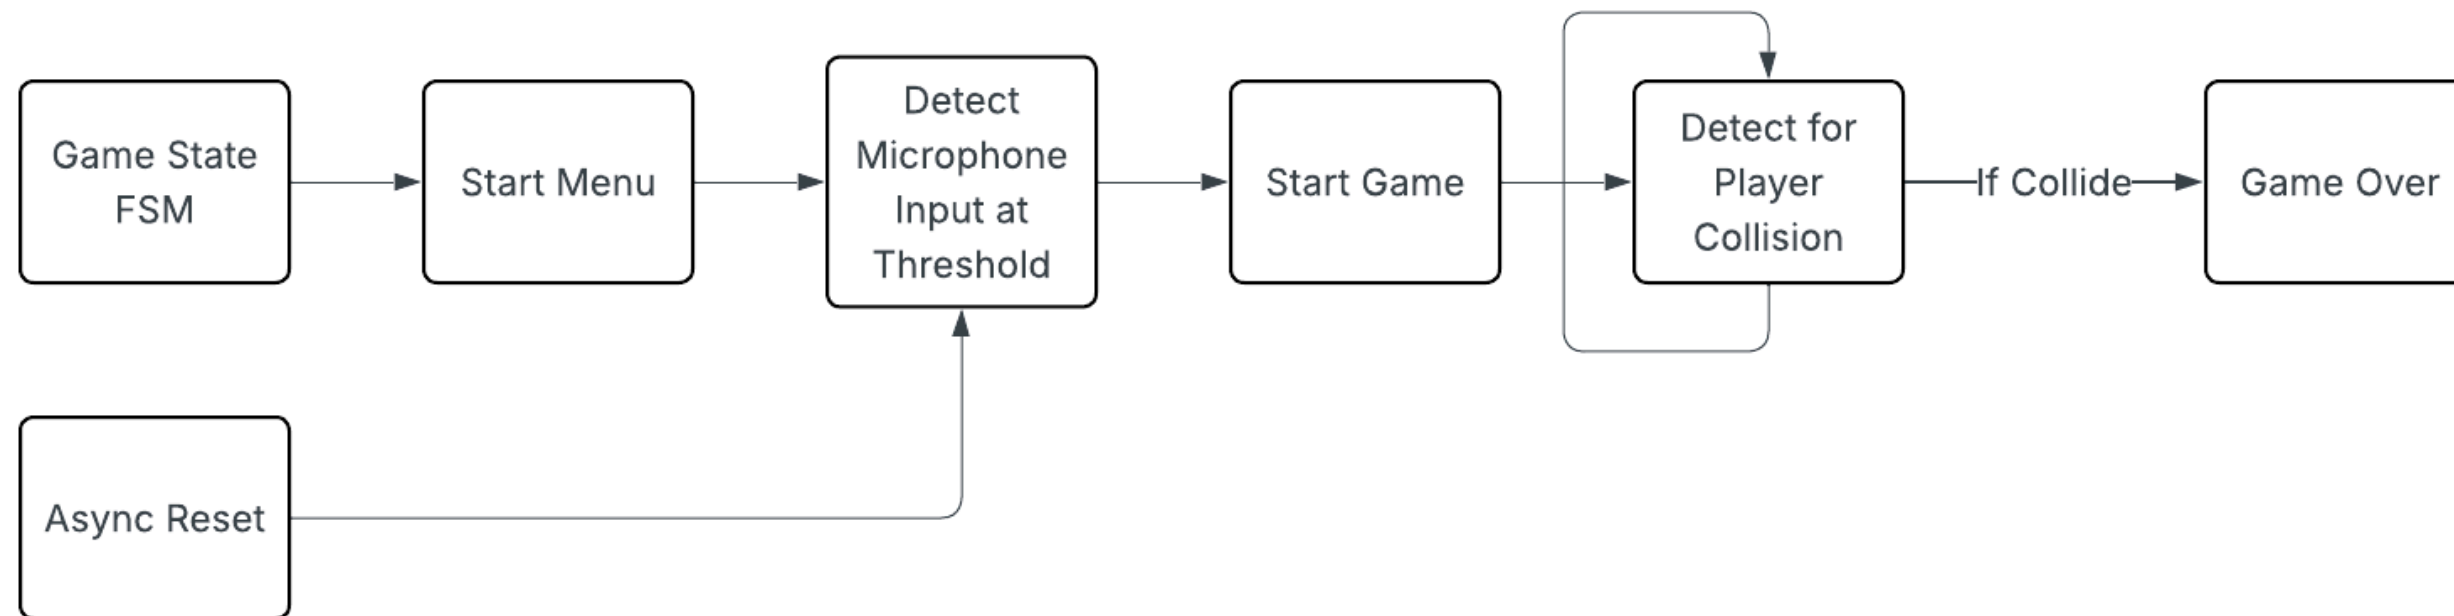 Game State
FSM
Start Menu
Detect
Microphone
Input at
Threshold
Start Game
Detect for
Player
Collision
If Collide
Game Over
Async Reset